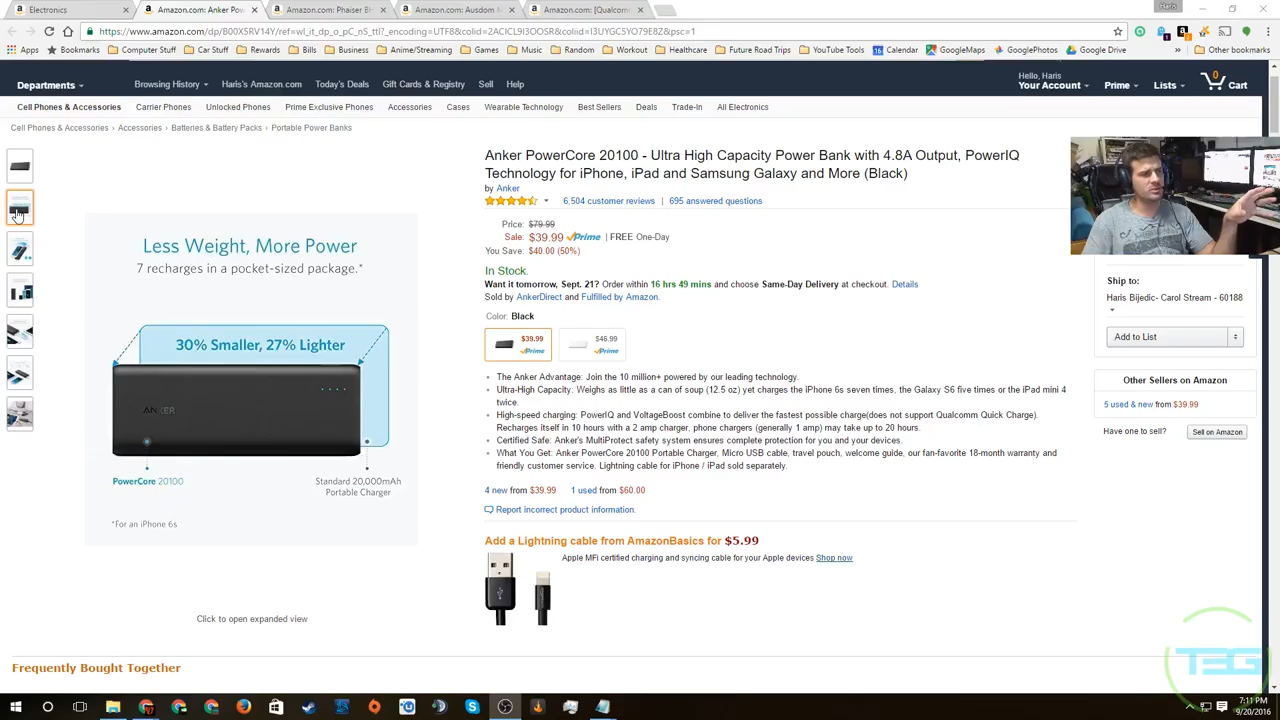 Electronics
Amazon.com: Anker Pow
Amazon.com: Phaiser BH
Amazon.com: Ausdom M
Amazon.com: [Qualcomm
Haris
https://www.amazon.com/dp/B00X5RV14Y/ref=wl_it_dp_o_pC_nS_ttl?_encoding=UTF8&colid=2ACICL9I3OOSR&coliid=I3UYGC5YO79E8Z&psc=1
Apps
Bookmarks
Computer Stuff
Car Stuff
Rewards
Bills
Business
Anime/Streaming
Games
Music
Random
Workout
Healthcare
Future Road Trips
YouTube Tools
Calendar
GoogleMaps
GooglePhotos
Google Drive
Other bookmarks
Departments
Browsing History
Haris's Amazon.com
Today's Deals
Gift Cards & Registry
Sell
Help
Hello, Haris
Your Account
Prime
Lists
0
Cart
Cell Phones & Accessories
Carrier Phones
Unlocked Phones
Prime Exclusive Phones
Accessories
Cases
Wearable Technology
Best Sellers
Deals
Trade-In
All Electronics
Cell Phones & Accessories › Accessories › Batteries & Battery Packs › Portable Power Banks
Less Weight, More Power
7 recharges in a pocket-sized package.*
30% Smaller, 27% Lighter
ANKER
PowerCore 20100
Standard 20,000mAh
Portable Charger
*For an iPhone 6s
Click to open expanded view
Anker PowerCore 20100 - Ultra High Capacity Power Bank with 4.8A Output, PowerIQ
Technology for iPhone, iPad and Samsung Galaxy and More (Black)
by Anker
6,504 customer reviews | 695 answered questions
Price: $79.99
Sale: $39.99 Prime | FREE One-Day
You Save: $40.00 (50%)
In Stock.
Want it tomorrow, Sept. 21? Order within 16 hrs 49 mins and choose Same-Day Delivery at checkout. Details
Sold by AnkerDirect and Fulfilled by Amazon.
Color: Black
$39.99
Prime
$46.99
Prime
• The Anker Advantage: Join the 10 million+ powered by our leading technology.
• Ultra-High Capacity: Weighs as little as a can of soup (12.5 oz) yet charges the iPhone 6s seven times, the Galaxy S6 five times or the iPad mini 4
twice.
• High-speed charging: PowerIQ and VoltageBoost combine to deliver the fastest possible charge(does not support Qualcomm Quick Charge).
Recharges itself in 10 hours with a 2 amp charger, phone chargers (generally 1 amp) may take up to 20 hours.
• Certified Safe: Anker's MultiProtect safety system ensures complete protection for you and your devices.
• What You Get: Anker PowerCore 20100 Portable Charger, Micro USB cable, travel pouch, welcome guide, our fan-favorite 18-month warranty and
friendly customer service. Lightning cable for iPhone / iPad sold separately.
4 new from $39.99 1 used from $60.00
Report incorrect product information.
Add a Lightning cable from AmazonBasics for $5.99
Apple MFi certified charging and syncing cable for your Apple devices Shop now
Ship to:
Haris Bijedic- Carol Stream - 60188
Add to List
Other Sellers on Amazon
5 used & new from $39.99
Have one to sell?
Sell on Amazon
Frequently Bought Together
TEG
7:11 PM
9/20/2016